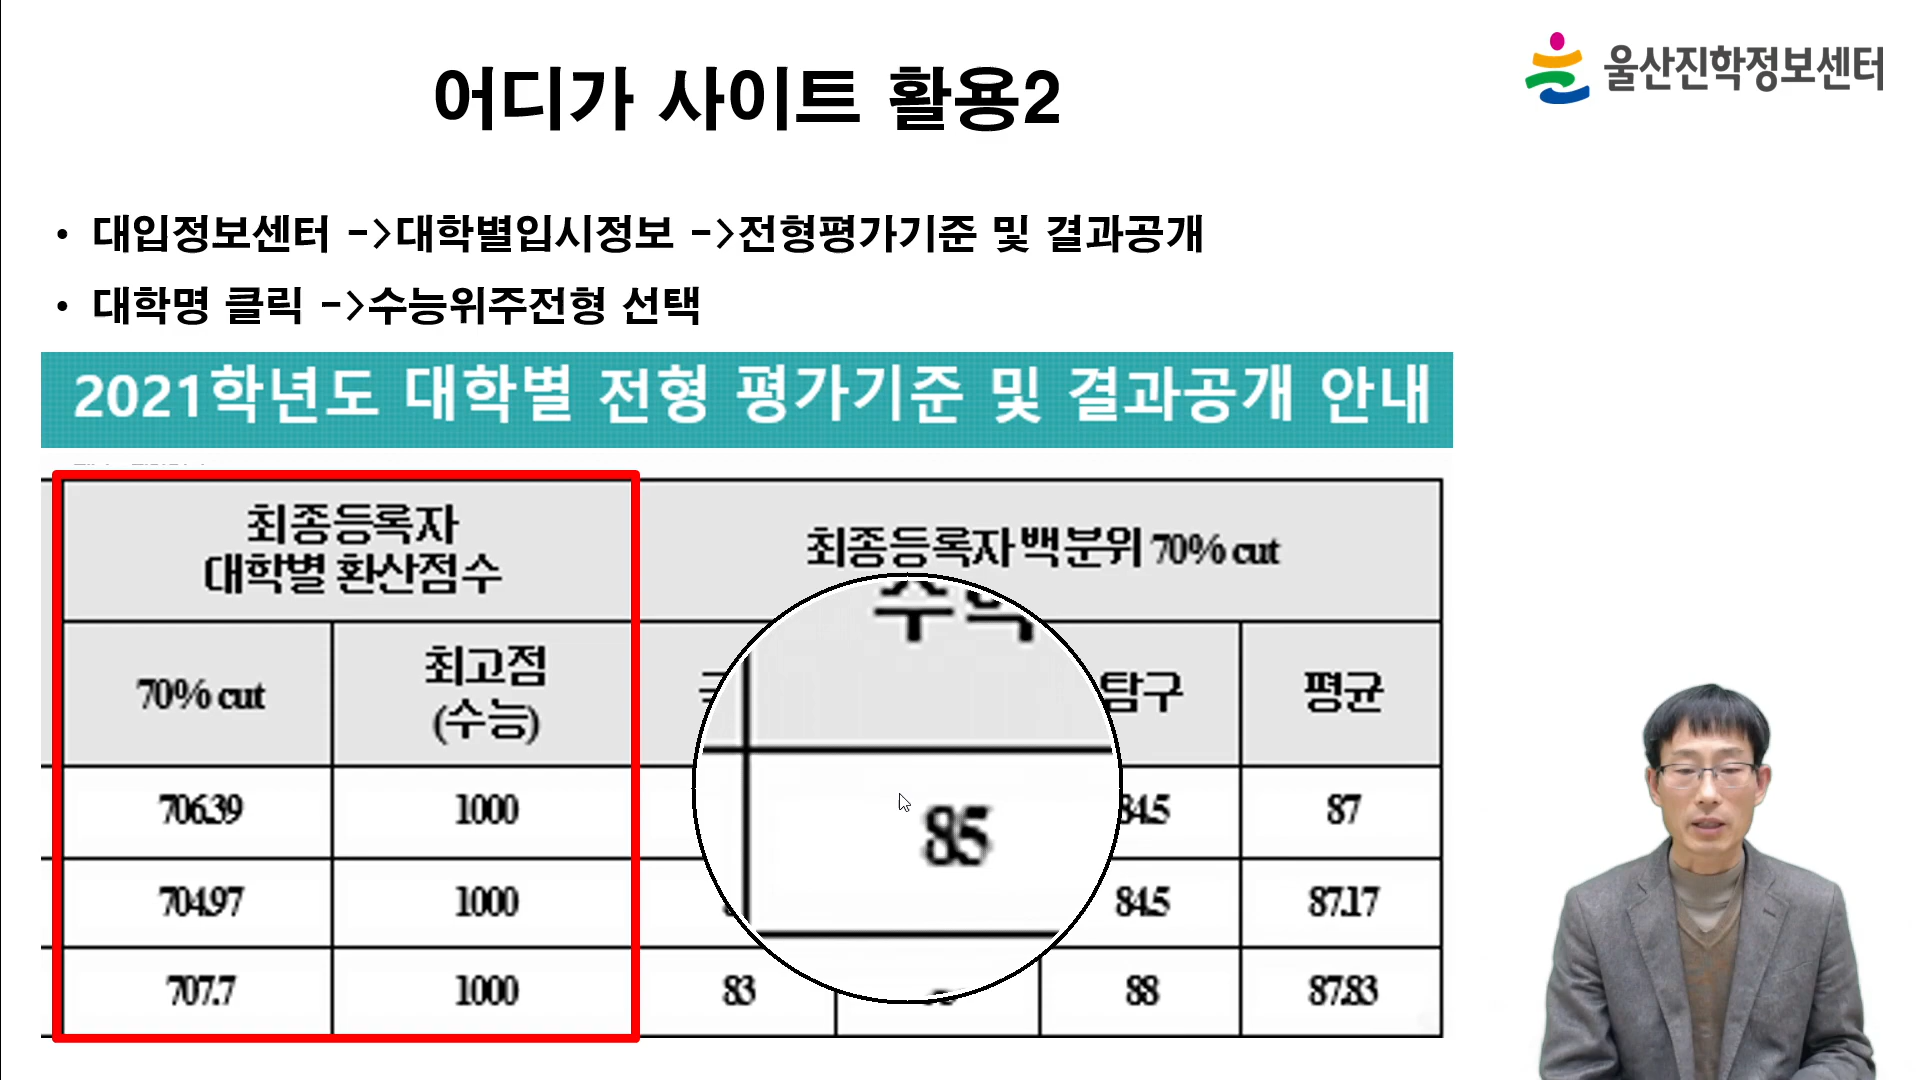 어디가 사이트 활용2
울산진학정보센터
• 대입정보센터 ->대학별입시정보 ->전형평가기준 및 결과공개
• 대학명 클릭 ->수능위주전형 선택
2021학년도 대학별 전형 평가기준 및 결과공개 안내
최종등록자
대학별 환산점수
최종등록자 백분위 70% cut
70% cut
최고점
(수능)
수학
탐구
평균
706.39 1000 85 84.5 87
704.97 1000 84.5 87.17
707.7 1000 83 88 87.83